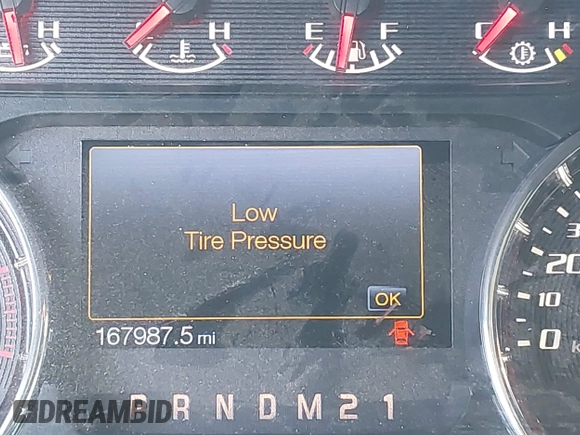 H H E F C H
Low
Tire Pressure
OK
167987.5 mi
20
10
0
P R N D M 2 1
DREAMBID